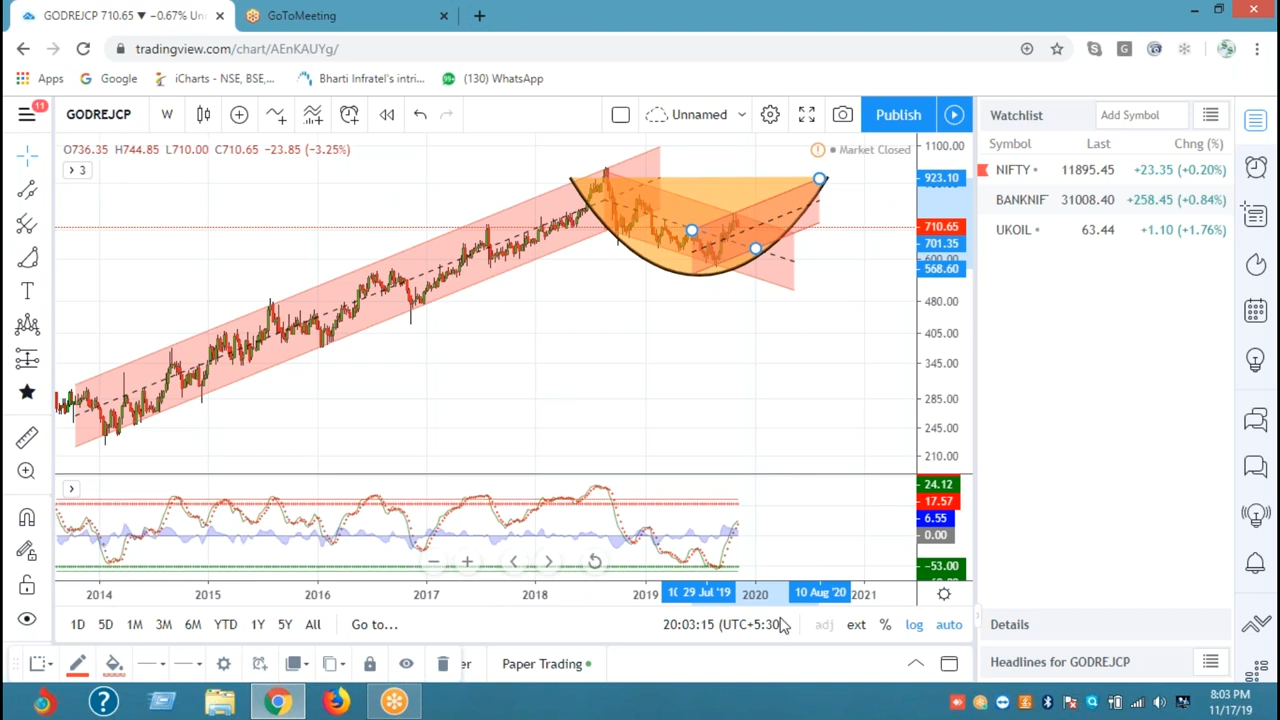 GODREJCP 710.65 ▼ −0.67% Un
GoToMeeting
tradingview.com/chart/AEnKAUYg/
Apps
Google
iCharts - NSE, BSE,...
Bharti Infratel's intri...
(130) WhatsApp
11
GODREJCP
W
Unnamed
Publish
Watchlist
Add Symbol
O736.35 H744.85 L710.00 C710.65 −23.85 (−3.25%)
Market Closed
3
Symbol Last Chng (%)
NIFTY 11895.45 +23.35 (+0.20%)
BANKNIF 31008.40 +258.45 (+0.84%)
UKOIL 63.44 +1.10 (+1.76%)
1100.00
923.10
710.65
701.35
600.00
568.60
480.00
405.00
345.00
285.00
245.00
210.00
24.12
17.57
6.55
0.00
−53.00
2014 2015 2016 2017 2018 2019 29 Jul '19 2020 10 Aug '20 2021
1D 5D 1M 3M 6M YTD 1Y 5Y All Go to...
20:03:15 (UTC+5:30)
adj ext % log auto
Details
er
Paper Trading
Headlines for GODREJCP
8:03 PM
11/17/19